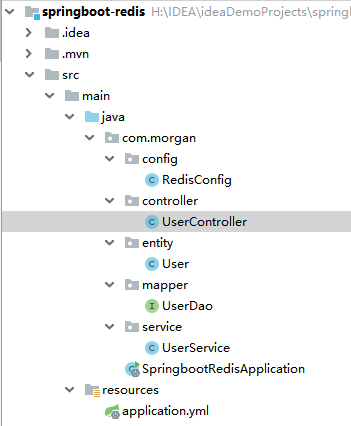 springboot-redis H:\IDEA\ideaDemoProjects\spring
.idea
.mvn
src
main
java
com.morgan
config
RedisConfig
controller
UserController
entity
User
mapper
UserDao
service
UserService
SpringbootRedisApplication
resources
application.yml